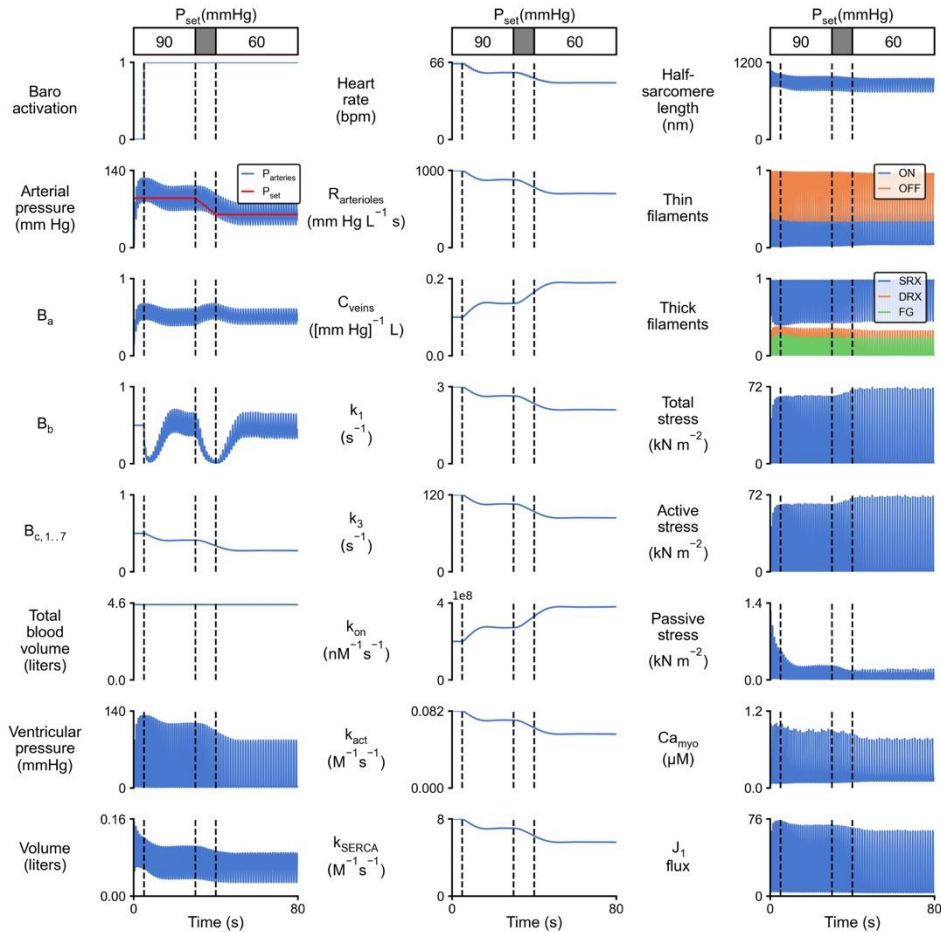 P_set(mmHg)
90 60
Baro
activation
1
0
Arterial
pressure
(mm Hg)
140
0
P_arteries
P_set
B_a
1
0
B_b
1
0
B_c, 1..7
1
0
Total
blood
volume
(liters)
4.6
0.0
Ventricular
pressure
(mmHg)
140
0
Volume
(liters)
0.16
0.00
0 80
Time (s)
P_set(mmHg)
90 60
Heart
rate
(bpm)
66
0
R_arterioles
(mm Hg L⁻¹ s)
1000
0
C_veins
([mm Hg]⁻¹ L)
0.2
0.0
k₁
(s⁻¹)
3
0
k₃
(s⁻¹)
120
0
k_on
(nM⁻¹s⁻¹)
1e8
4
0
k_act
(M⁻¹s⁻¹)
0.082
0.000
k_SERCA
(M⁻¹s⁻¹)
8
0
0 80
Time (s)
P_set(mmHg)
90 60
Half-
sarcomere
length
(nm)
1200
0
Thin
filaments
1
0
ON
OFF
Thick
filaments
1
0
SRX
DRX
FG
Total
stress
(kN m⁻²)
72
0
Active
stress
(kN m⁻²)
72
0
Passive
stress
(kN m⁻²)
1.4
0.0
Ca_myo
(µM)
1.2
0.0
J₁
flux
76
0
0 80
Time (s)